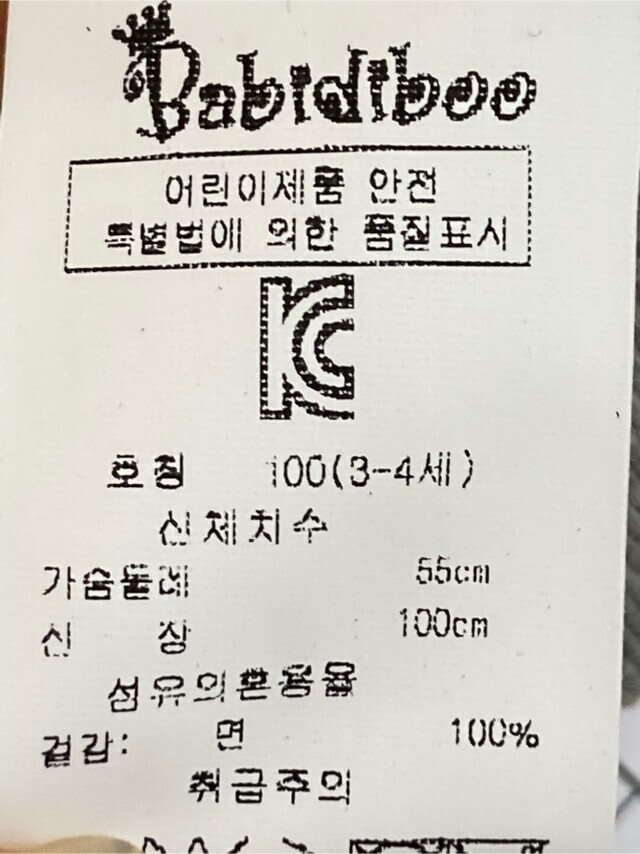 Babidiboo
어린이제품 안전
특별법에 의한 품질표시
KC
호칭 100(3-4세)
신체치수
가슴둘레 55cm
신 장 100cm
섬유의혼용율
겉감: 면 100%
취급주의